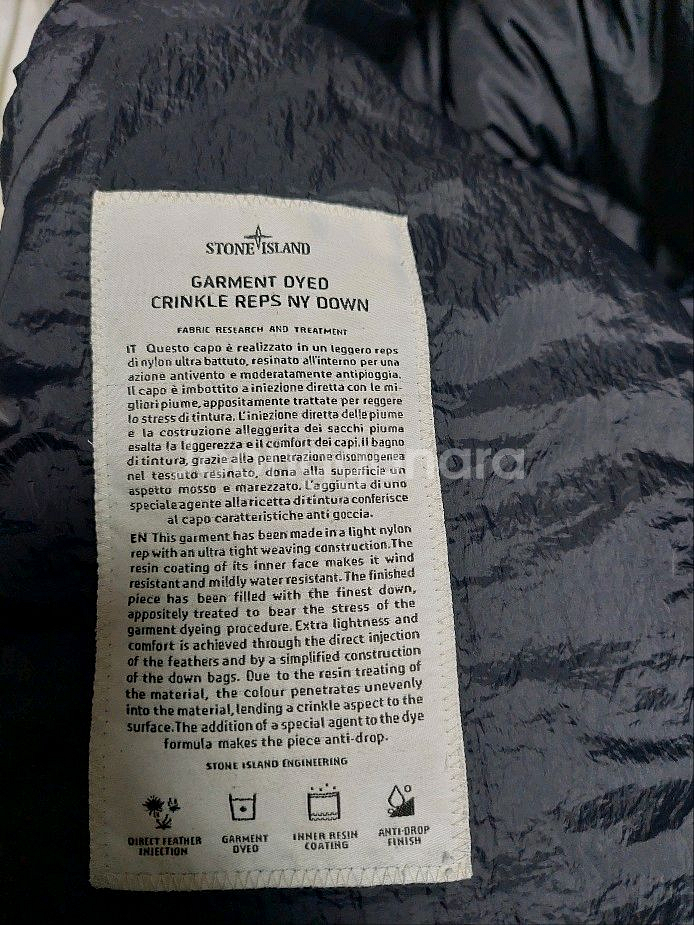 STONE ISLAND
GARMENT DYED
CRINKLE REPS NY DOWN
FABRIC RESEARCH AND TREATMENT
IT Questo capo è realizzato in un leggero reps
di nylon ultra battuto, resinato all'interno per una
azione antivento e moderatamente antipioggia.
Il capo è imbottito a iniezione diretta con le mi-
gliori piume, appositamente trattate per reggere
lo stress di tintura. L'iniezione diretta delle piume
e la costruzione alleggerita dei sacchi piuma
esalta la leggerezza e il comfort dei capi. Il bagno
di tintura, grazie alla penetrazione disomogenea
nel tessuto resinato, dona alla superficie un
aspetto mosso e marezzato. L'aggiunta di uno
speciale agente alla ricetta di tintura conferisce
al capo caratteristiche anti goccia.
EN This garment has been made in a light nylon
rep with an ultra tight weaving construction. The
resin coating of its inner face makes it wind
resistant and mildly water resistant. The finished
piece has been filled with the finest down,
appositely treated to bear the stress of the
garment dyeing procedure. Extra lightness and
comfort is achieved through the direct injection
of the feathers and by a simplified construction
of the down bags. Due to the resin treating of
the material, the colour penetrates unevenly
into the material, lending a crinkle aspect to the
surface. The addition of a special agent to the dye
formula makes the piece anti-drop.
STONE ISLAND ENGINEERING
DIRECT FEATHER
INJECTION
GARMENT
DYED
INNER RESIN
COATING
ANTI-DROP
FINISH